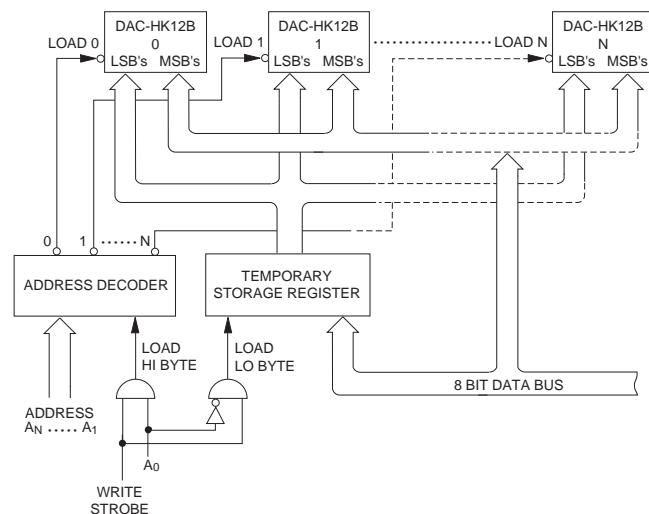 DAC-HK12B
0
LSB's MSB's
LOAD 0
DAC-HK12B
1
LSB's MSB's
LOAD 1
LOAD N
DAC-HK12B
N
LSB's MSB's
0 1 ...... N
ADDRESS DECODER
TEMPORARY
STORAGE REGISTER
LOAD
HI BYTE
LOAD
LO BYTE
8 BIT DATA BUS
ADDRESS
AN ..... A1
A0
WRITE
STROBE